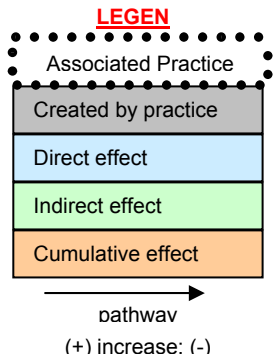 LEGEN
Associated Practice
Created by practice
Direct effect
Indirect effect
Cumulative effect
pathway
(+) increase; (-)